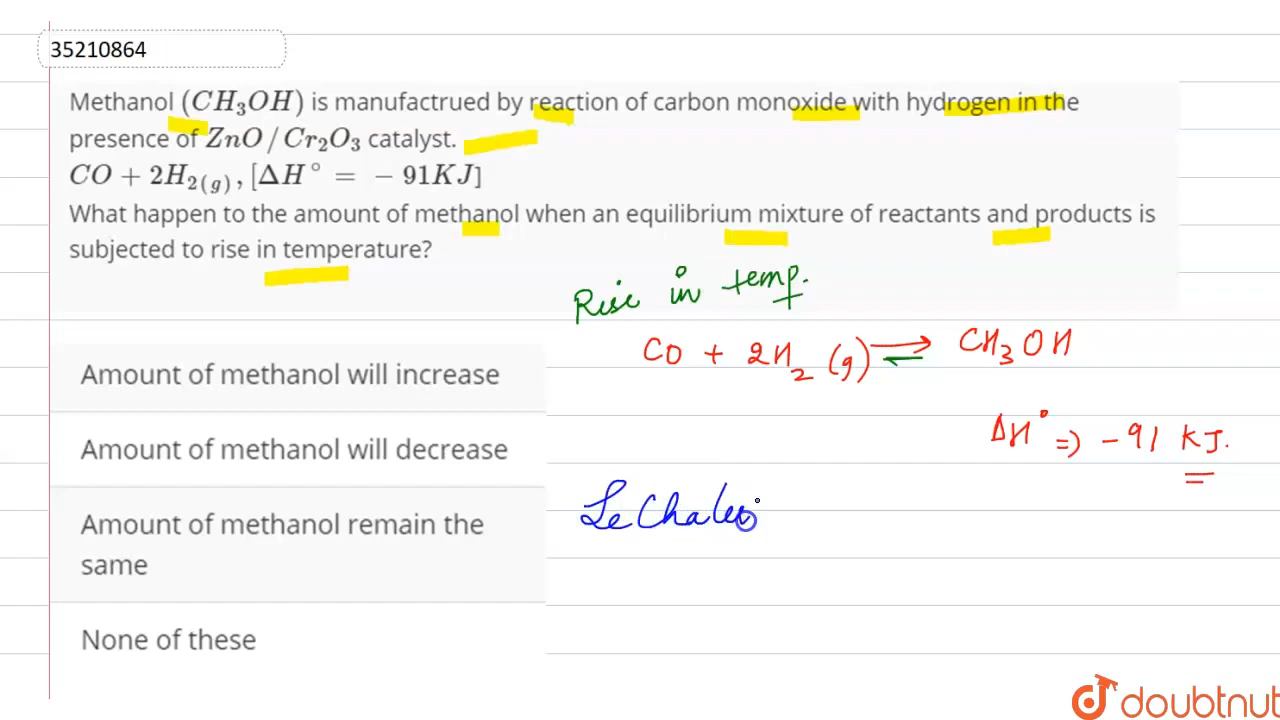 35210864
Methanol (CH₃OH) is manufactrued by reaction of carbon monoxide with hydrogen in the
presence of ZnO / Cr₂O₃ catalyst.
CO + 2H₂₍g₎, [ΔH° = − 91KJ]
What happen to the amount of methanol when an equilibrium mixture of reactants and products is
subjected to rise in temperature?
Rise in temp.
CO + 2H₂ (g) ⇌ CH₃OH
ΔH° ⇒ −91 KJ.
Amount of methanol will increase
Amount of methanol will decrease
Le Chatei
Amount of methanol remain the
same
None of these
doubtnut